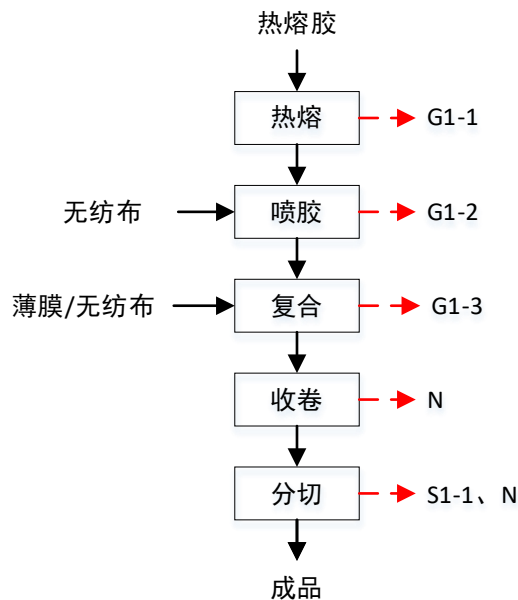 热熔胶
热熔 G1-1
无纺布 喷胶 G1-2
薄膜/无纺布 复合 G1-3
收卷 N
分切 S1-1、N
成品